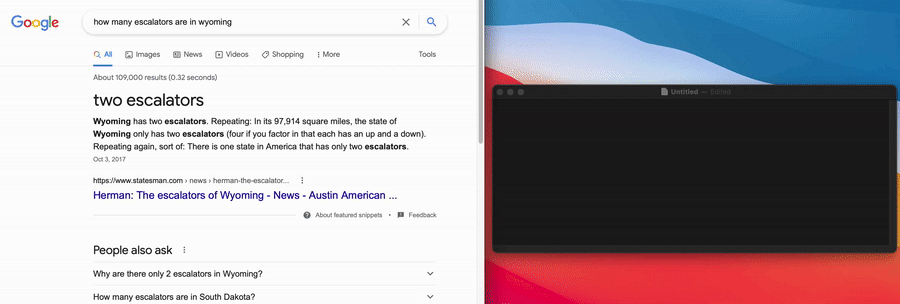 Google
how many escalators are in wyoming
All
Images
News
Videos
Shopping
More
Tools
About 109,000 results (0.32 seconds)
two escalators
Wyoming has two escalators. Repeating: In its 97,914 square miles, the state of
Wyoming only has two escalators (four if you factor in that each has an up and a down).
Repeating again, sort of: There is one state in America that has only two escalators.
Oct 3, 2017
https://www.statesman.com › news › herman-the-escalator...
Herman: The escalators of Wyoming - News - Austin American ...
About featured snippets • Feedback
People also ask
Why are there only 2 escalators in Wyoming?
How many escalators are in South Dakota?
Untitled — Edited